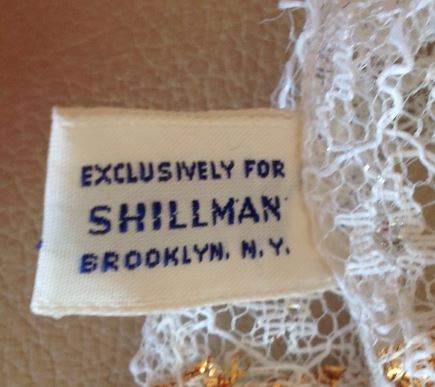 EXCLUSIVELY FOR
SHILLMAN
BROOKLYN. N.Y.